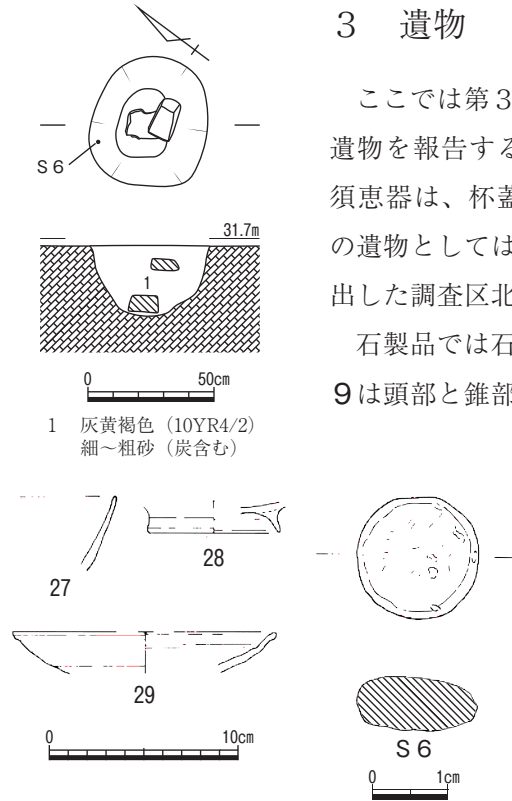 S6
31.7m
1
0 50cm
1 灰黄褐色（10YR4/2）
細～粗砂（炭含む）
27
28
29
0 10cm
S6
0 1cm
3 遺物
ここでは第3
遺物を報告する
須恵器は、杯蓋
の遺物としては
出した調査区北
石製品では石
9は頭部と錐部